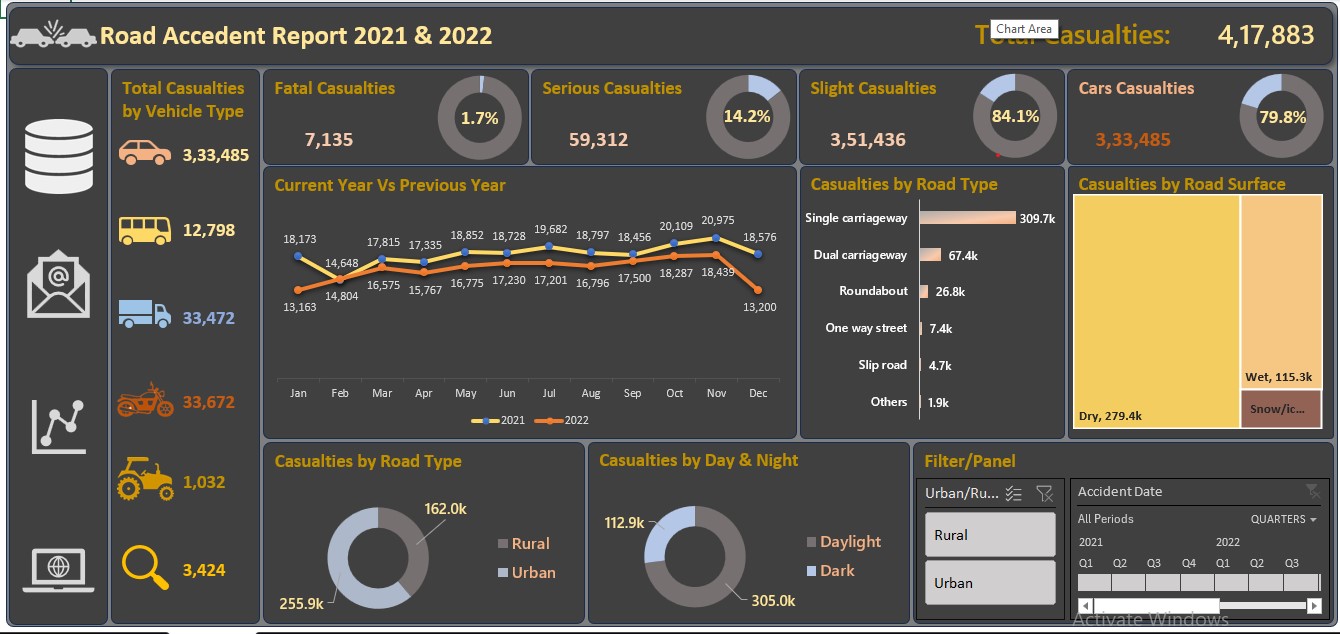 Road Accedent Report 2021 & 2022
Chart Area
Total Casualties:
4,17,883
Total Casualties
by Vehicle Type
3,33,485
12,798
33,472
33,672
1,032
3,424
Fatal Casualties
7,135
1.7%
Serious Casualties
59,312
14.2%
Slight Casualties
3,51,436
84.1%
Cars Casualties
3,33,485
79.8%
Current Year Vs Previous Year
18,173
14,648
17,815
17,335
18,852
18,728
19,682
18,797
18,456
20,109
20,975
18,576
13,163
14,804
16,575
15,767
16,775
17,230
17,201
16,796
17,500
18,287
18,439
13,200
Jan Feb Mar Apr May Jun Jul Aug Sep Oct Nov Dec
2021 2022
Casualties by Road Type
Single carriageway 309.7k
Dual carriageway 67.4k
Roundabout 26.8k
One way street 7.4k
Slip road 4.7k
Others 1.9k
Casualties by Road Surface
Dry, 279.4k
Wet, 115.3k
Snow/ic...
Casualties by Road Type
162.0k
255.9k
Rural
Urban
Casualties by Day & Night
112.9k
305.0k
Daylight
Dark
Filter/Panel
Urban/Ru...
Rural
Urban
Accident Date
All Periods QUARTERS
2021 2022
Q1 Q2 Q3 Q4 Q1 Q2 Q3
Activate Windows